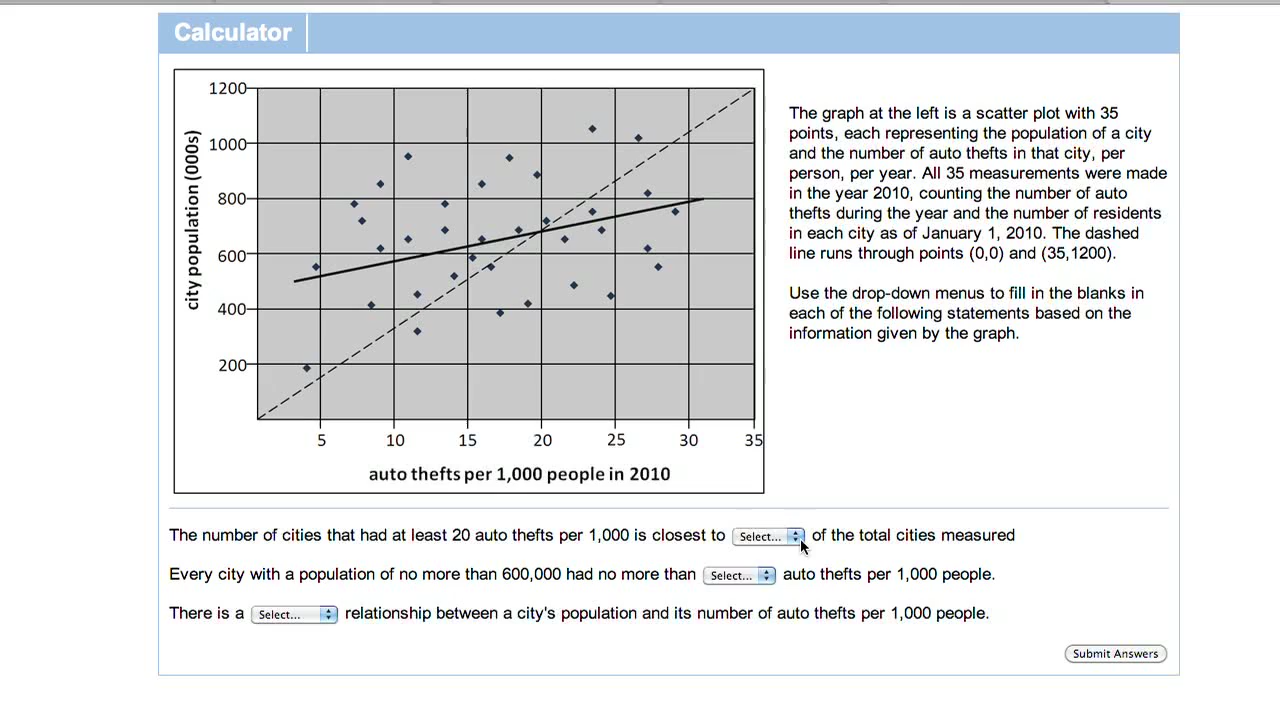 Calculator
1200
1000
800
600
400
200
city population (000s)
5 10 15 20 25 30 35
auto thefts per 1,000 people in 2010
The graph at the left is a scatter plot with 35
points, each representing the population of a city
and the number of auto thefts in that city, per
person, per year. All 35 measurements were made
in the year 2010, counting the number of auto
thefts during the year and the number of residents
in each city as of January 1, 2010. The dashed
line runs through points (0,0) and (35,1200).
Use the drop-down menus to fill in the blanks in
each of the following statements based on the
information given by the graph.
The number of cities that had at least 20 auto thefts per 1,000 is closest to Select... of the total cities measured
Every city with a population of no more than 600,000 had no more than Select... auto thefts per 1,000 people.
There is a Select... relationship between a city's population and its number of auto thefts per 1,000 people.
Submit Answers